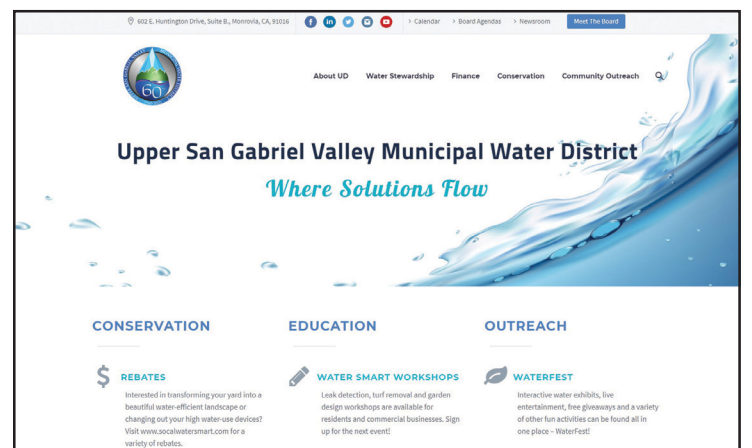 602 E. Huntington Drive, Suite B., Monrovia, CA, 91016
> Calendar > Board Agendas > Newsroom Meet The Board
60
About UD Water Stewardship Finance Conservation Community Outreach
Upper San Gabriel Valley Municipal Water District
Where Solutions Flow
CONSERVATION
REBATES
Interested in transforming your yard into a
beautiful water-efficient landscape or
changing out your high water-use devices?
Visit www.socalwatersmart.com for a
variety of rebates.
EDUCATION
WATER SMART WORKSHOPS
Leak detection, turf removal and garden
design workshops are available for
residents and commercial businesses. Sign
up for the next event!
OUTREACH
WATERFEST
Interactive water exhibits, live
entertainment, free giveaways and a variety
of other fun activities can be found all in
one place – WaterFest!